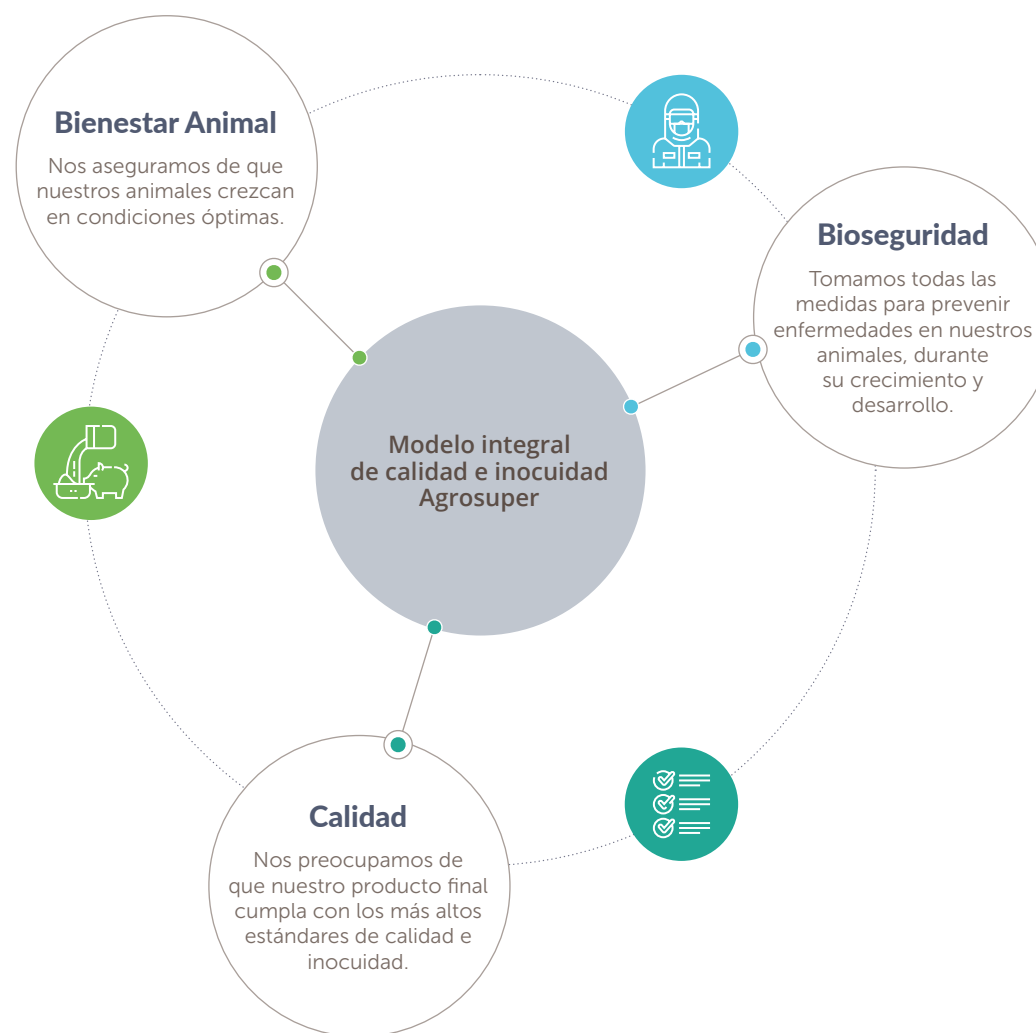 Bienestar Animal
Nos aseguramos de que
nuestros animales crezcan
en condiciones óptimas.
Bioseguridad
Tomamos todas las
medidas para prevenir
enfermedades en nuestros
animales, durante
su crecimiento y
desarrollo.
Modelo integral
de calidad e inocuidad
Agrosuper
Calidad
Nos preocupamos de
que nuestro producto final
cumpla con los más altos
estándares de calidad e
inocuidad.